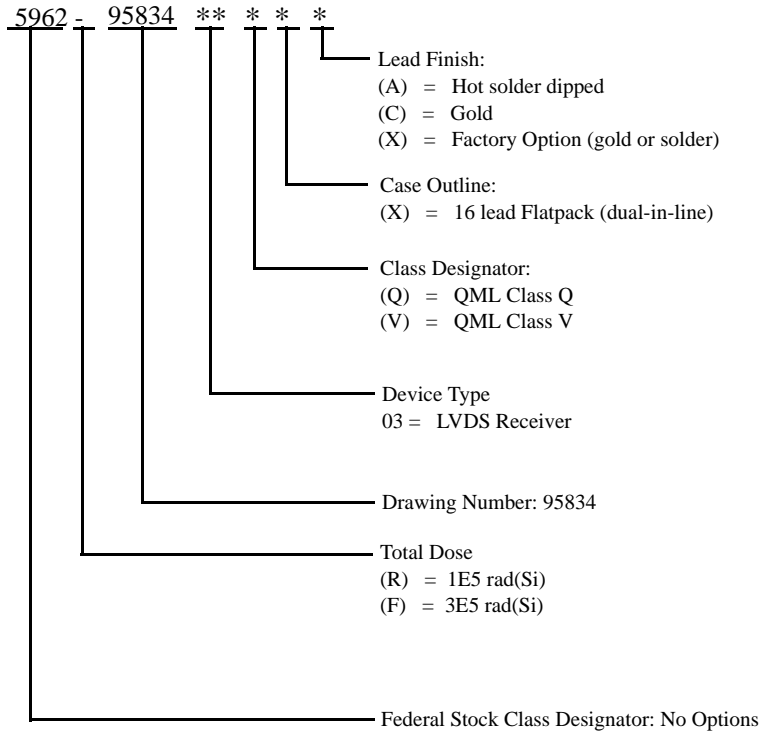 5962 - 95834 ** * * *
Lead Finish:
(A) = Hot solder dipped
(C) = Gold
(X) = Factory Option (gold or solder)
Case Outline:
(X) = 16 lead Flatpack (dual-in-line)
Class Designator:
(Q) = QML Class Q
(V) = QML Class V
Device Type
03 = LVDS Receiver
Drawing Number: 95834
Total Dose
(R) = 1E5 rad(Si)
(F) = 3E5 rad(Si)
Federal Stock Class Designator: No Options